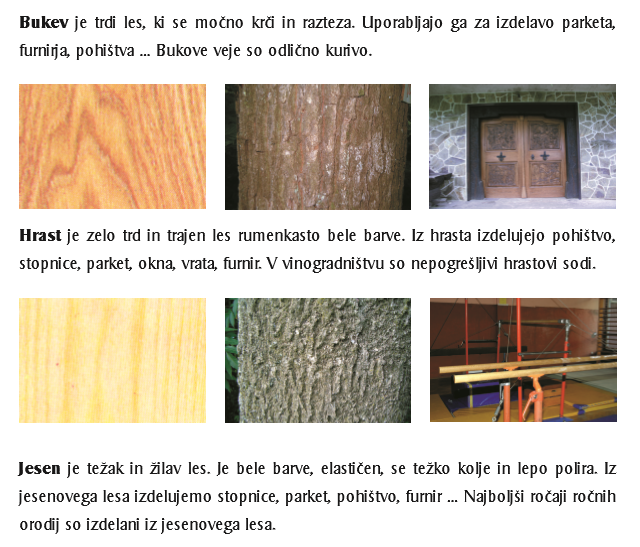 Bukev je trdi les, ki se močno krči in razteza. Uporabljajo ga za izdelavo parketa,
furnirja, pohištva ... Bukove veje so odlično kurivo.
Hrast je zelo trd in trajen les rumenkasto bele barve. Iz hrasta izdelujejo pohištvo,
stopnice, parket, okna, vrata, furnir. V vinogradništvu so nepogrešljivi hrastovi sodi.
Jesen je težak in žilav les. Je bele barve, elastičen, se težko kolje in lepo polira. Iz
jesenovega lesa izdelujemo stopnice, parket, pohištvo, furnir ... Najboljši ročaji ročnih
orodij so izdelani iz jesenovega lesa.